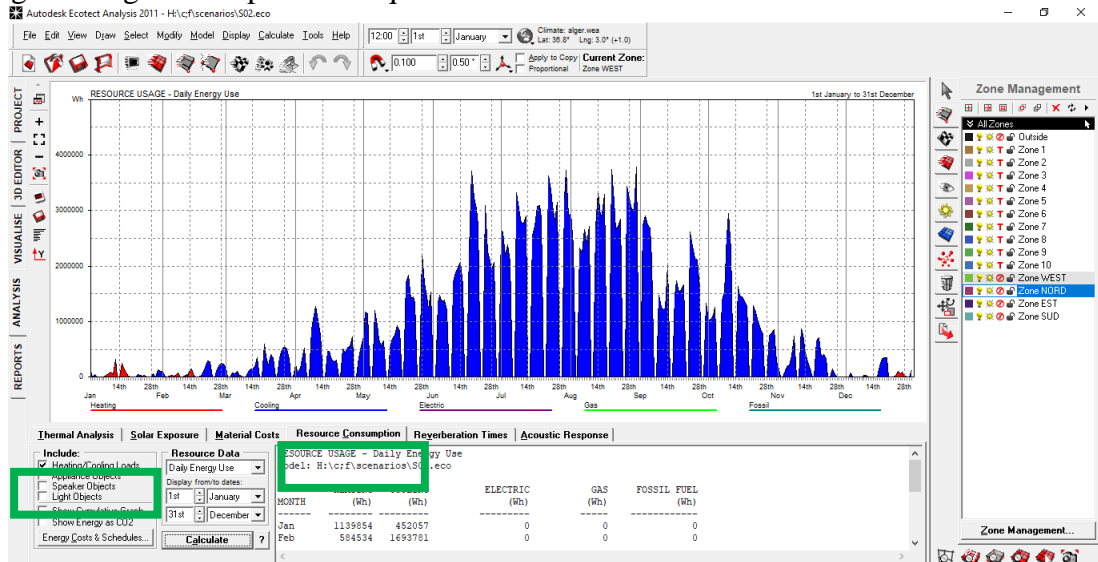 Autodesk Ecotect Analysis 2011 - H:\c;f\scenarios\S02.eco
File Edit View Draw Select Modify Model Display Calculate Tools Help
12:00 1st January
Climate: alger.wea
Lat: 36.8° Lng: 3.0° (+1.0)
0.100 0.50°
Apply to Copy
Proportional
Current Zone:
Zone WEST
PROJECT
3D EDITOR
VISUALISE
ANALYSIS
REPORTS
Wh RESOURCE USAGE - Daily Energy Use 1st January to 31st December
4000000
3000000
2000000
1000000
0
14th 28th 14th 28th 14th 28th 14th 28th 14th 28th 14th 28th 14th 28th 14th 28th 14th 28th 14th 28th 14th 28th 14th 28th
Jan Feb Mar Apr May Jun Jul Aug Sep Oct Nov Dec
Heating Cooling Electric Gas Fossil
Thermal Analysis Solar Exposure Material Costs Resource Consumption Reverberation Times Acoustic Response
Include:
Heating/Cooling Loads
Appliance Objects
Speaker Objects
Light Objects
Show Cumulative Graph
Show Energy as CO2
Energy Costs & Schedules...
Resource Data
Daily Energy Use
Display from/to dates:
1st January
31st December
Calculate ?
RESOURCE USAGE - Daily Energy Use
Model: H:\c;f\scenarios\S02.eco
HEATING COOLING ELECTRIC GAS FOSSIL FUEL
MONTH (Wh) (Wh) (Wh) (Wh) (Wh)
Jan 1139854 452057 0 0 0
Feb 584534 1693781 0 0 0
Zone Management
All Zones
Outside
T Zone 1
T Zone 2
T Zone 3
T Zone 4
T Zone 5
T Zone 6
T Zone 7
T Zone 8
T Zone 9
T Zone 10
Zone WEST
Zone NORD
Zone EST
Zone SUD
Zone Management...